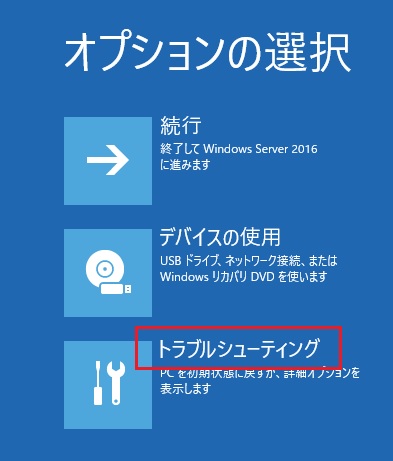 オプションの選択
続行
終了して Windows Server 2016
に進みます
デバイスの使用
USB ドライブ、ネットワーク接続、または
Windows リカバリ DVD を使います
トラブルシューティング
PC を初期状態に戻すか、詳細オプションを
表示します